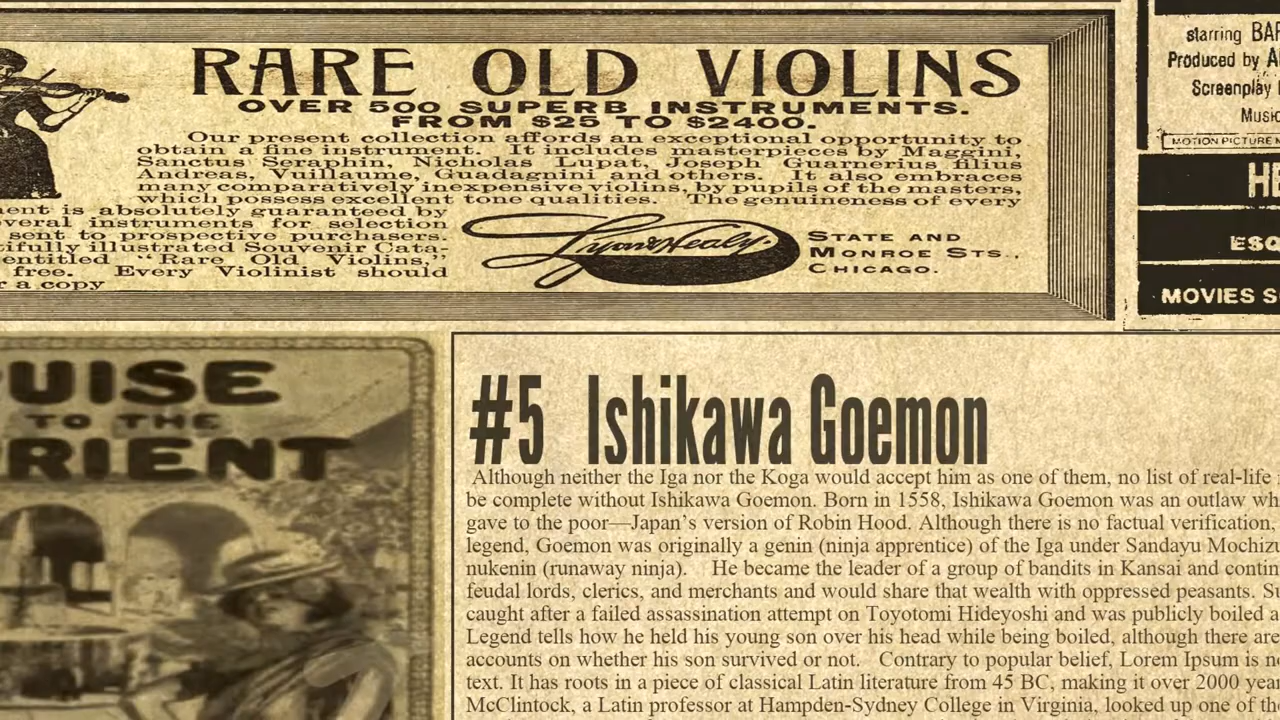 RARE OLD VIOLINS
OVER 500 SUPERB INSTRUMENTS.
FROM $25 TO $2400.
Our present collection affords an exceptional opportunity to
obtain a fine instrument. It includes masterpieces by Maggini,
Sanctus Seraphin, Nicholas Lupat, Joseph Guarnerius filius
Andreas, Vuillaume, Guadagnini and others. It also embraces
many comparatively inexpensive violins, by pupils of the masters,
which possess excellent tone qualities. The genuineness of every
ent is absolutely guaranteed by
veral instruments for selection
sent to prospective purchasers.
ifully illustrated Souvenir Cata-
entitled "Rare Old Violins,"
free. Every Violinist should
r a copy
Lyon & Healy.
STATE AND
MONROE STS.,
CHICAGO.
starring BAR
Produced by A
Screenplay
Music
MOTION PICTURE
HE
ESC
MOVIES S
UISE
TO THE
RIENT
#5 Ishikawa Goemon
Although neither the Iga nor the Koga would accept him as one of them, no list of real-life
be complete without Ishikawa Goemon. Born in 1558, Ishikawa Goemon was an outlaw wh
gave to the poor—Japan's version of Robin Hood. Although there is no factual verification,
legend, Goemon was originally a genin (ninja apprentice) of the Iga under Sandayu Mochizu
nukenin (runaway ninja). He became the leader of a group of bandits in Kansai and contin
feudal lords, clerics, and merchants and would share that wealth with oppressed peasants. Su
caught after a failed assassination attempt on Toyotomi Hideyoshi and was publicly boiled a
Legend tells how he held his young son over his head while being boiled, although there are
accounts on whether his son survived or not. Contrary to popular belief, Lorem Ipsum is no
text. It has roots in a piece of classical Latin literature from 45 BC, making it over 2000 year
McClintock, a Latin professor at Hampden-Sydney College in Virginia, looked up one of the